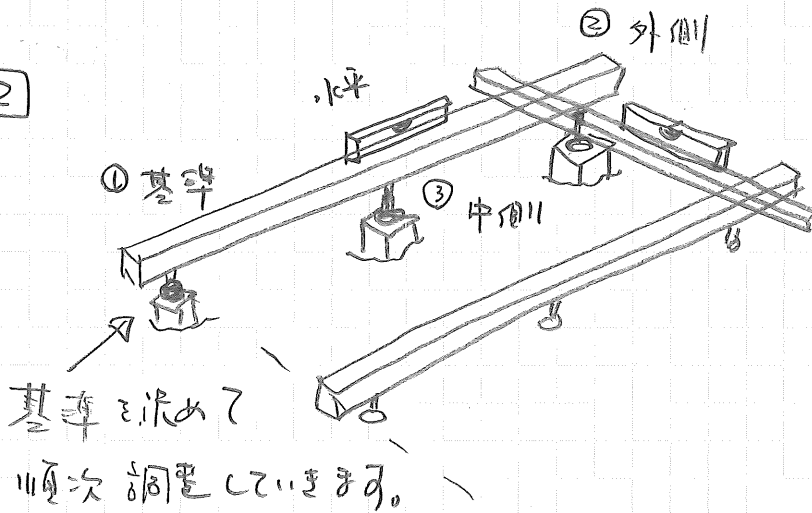 2
② 外側
水平
① 基準
③ 中側
基準を決めて
順次調整していきます。